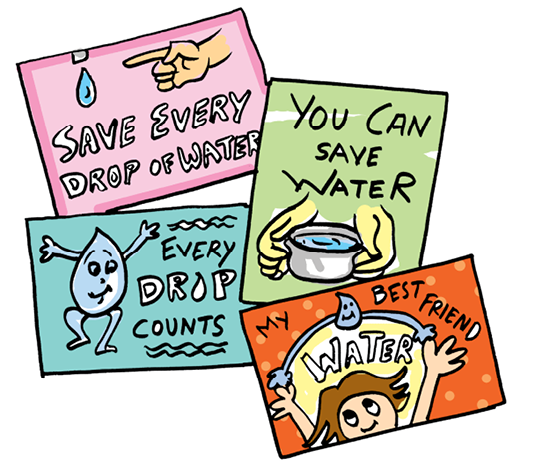 SAVE EVERY
DROP OF WATER
YOU CAN
SAVE
WATER
EVERY
DROP
COUNTS
MY BEST FRIEND
WATER